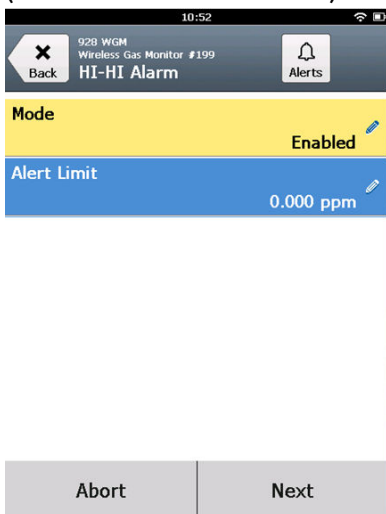 10:52
928 WGM
Wireless Gas Monitor #199
HI-HI Alarm
Back
Alerts
Mode
Enabled
Alert Limit
0.000 ppm
Abort
Next